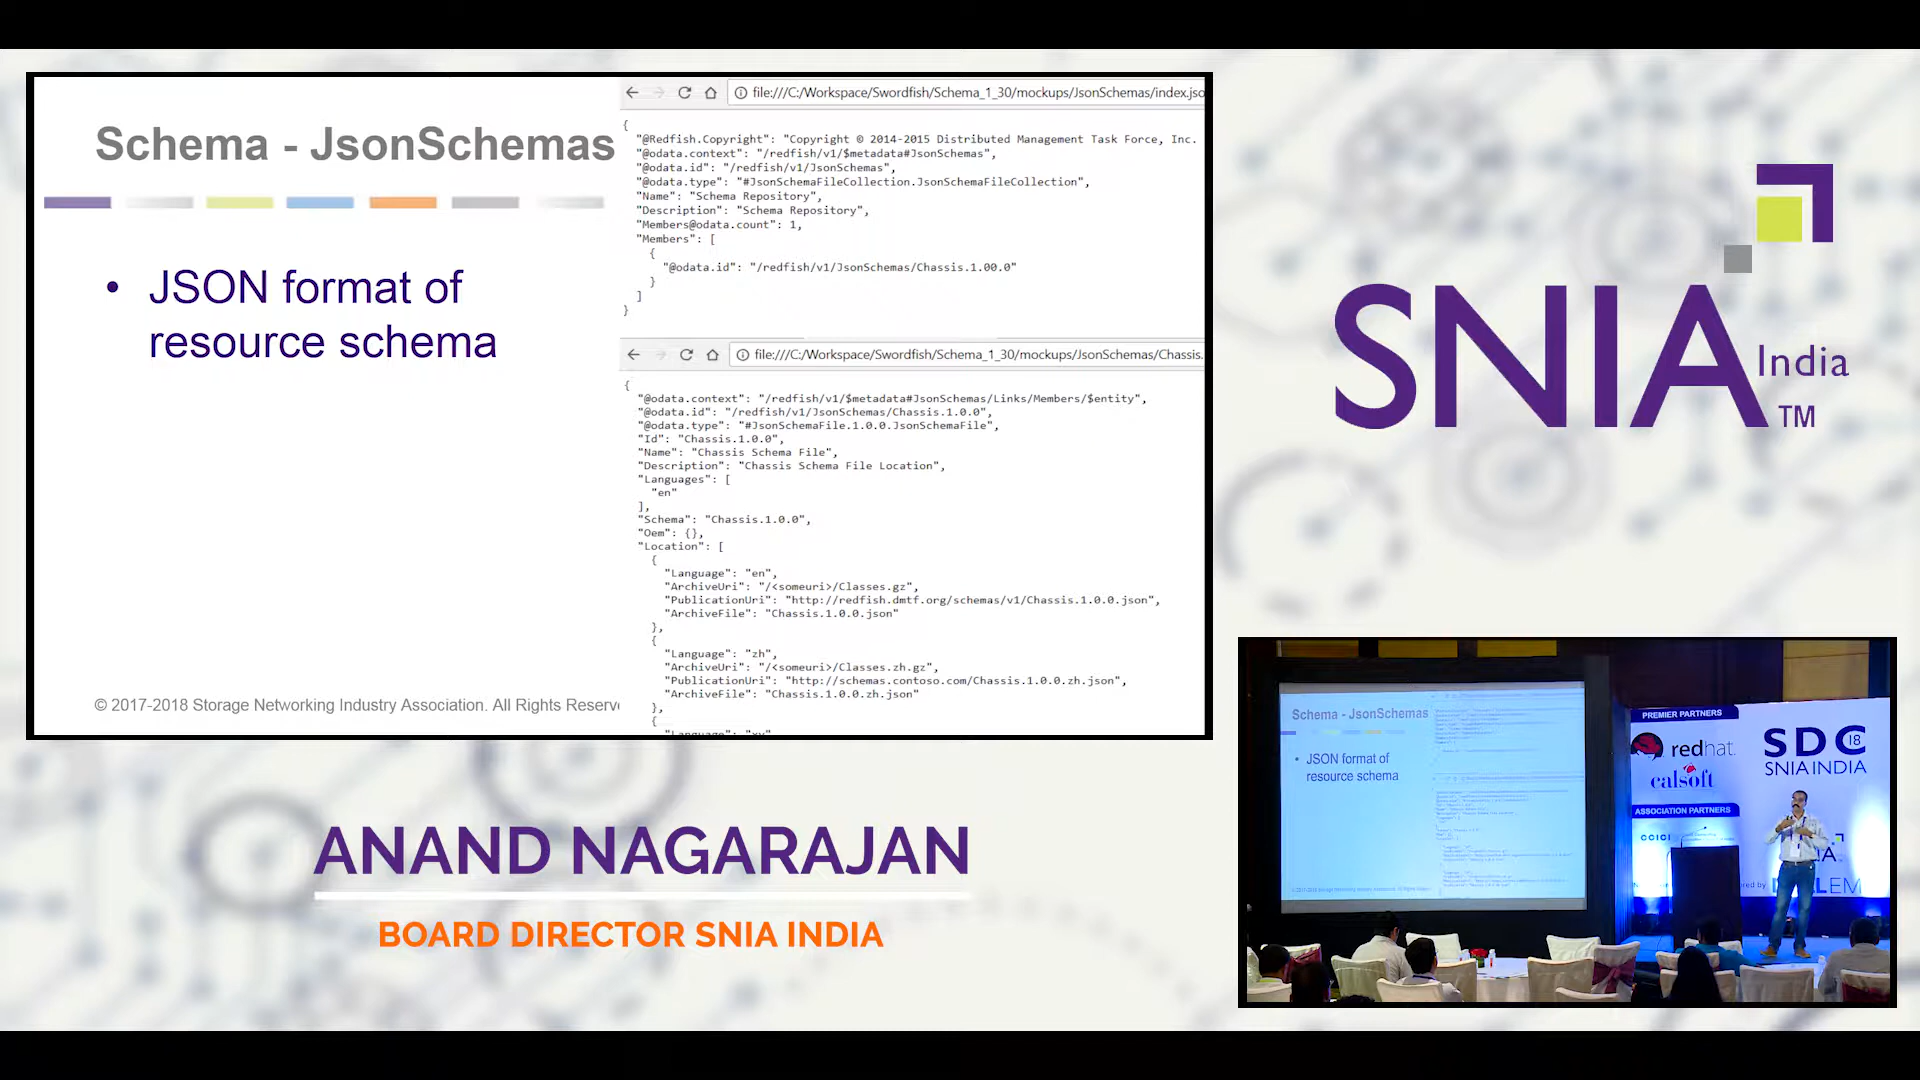 Schema - JsonSchemas
• JSON format of
resource schema
© 2017-2018 Storage Networking Industry Association. All Rights Reserv
file:///C:/Workspace/Swordfish/Schema_1_30/mockups/JsonSchemas/index.jso
{
"@Redfish.Copyright": "Copyright © 2014-2015 Distributed Management Task Force, Inc.
"@odata.context": "/redfish/v1/$metadata#JsonSchemas",
"@odata.id": "/redfish/v1/JsonSchemas",
"@odata.type": "#JsonSchemaFileCollection.JsonSchemaFileCollection",
"Name": "Schema Repository",
"Description": "Schema Repository",
"Members@odata.count": 1,
"Members": [
{
"@odata.id": "/redfish/v1/JsonSchemas/Chassis.1.00.0"
}
]
}
file:///C:/Workspace/Swordfish/Schema_1_30/mockups/JsonSchemas/Chassis.
{
"@odata.context": "/redfish/v1/$metadata#JsonSchemas/Links/Members/$entity",
"@odata.id": "/redfish/v1/JsonSchemas/Chassis.1.0.0",
"@odata.type": "#JsonSchemaFile.1.0.0.JsonSchemaFile",
"Id": "Chassis.1.0.0",
"Name": "Chassis Schema File",
"Description": "Chassis Schema File Location",
"Languages": [
"en"
],
"Schema": "Chassis.1.0.0",
"Oem": {},
"Location": [
{
"Language": "en",
"ArchiveUri": "/<someuri>/Classes.gz",
"PublicationUri": "http://redfish.dmtf.org/schemas/v1/Chassis.1.0.0.json",
"ArchiveFile": "Chassis.1.0.0.json"
},
{
"Language": "zh",
"ArchiveUri": "/<someuri>/Classes.zh.gz",
"PublicationUri": "http://schemas.contoso.com/Chassis.1.0.0.zh.json",
"ArchiveFile": "Chassis.1.0.0.zh.json"
},
{
SNIA India
TM
ANAND NAGARAJAN
BOARD DIRECTOR SNIA INDIA
Schema - JsonSchemas
• JSON format of
resource schema
PREMIER PARTNERS
redhat.
calsoft
ASSOCIATION PARTNERS
SDC 18
SNIA INDIA